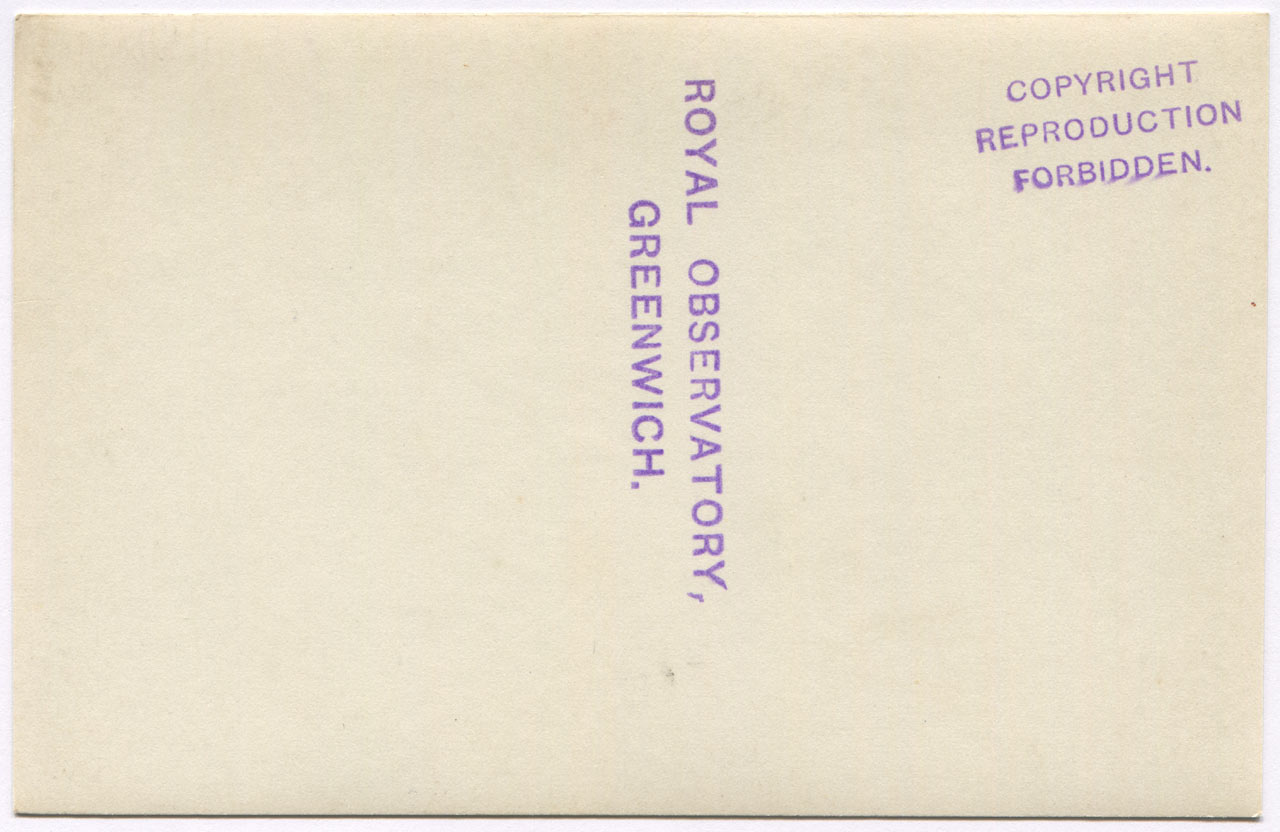 COPYRIGHT
REPRODUCTION
FORBIDDEN.
ROYAL OBSERVATORY,
GREENWICH.